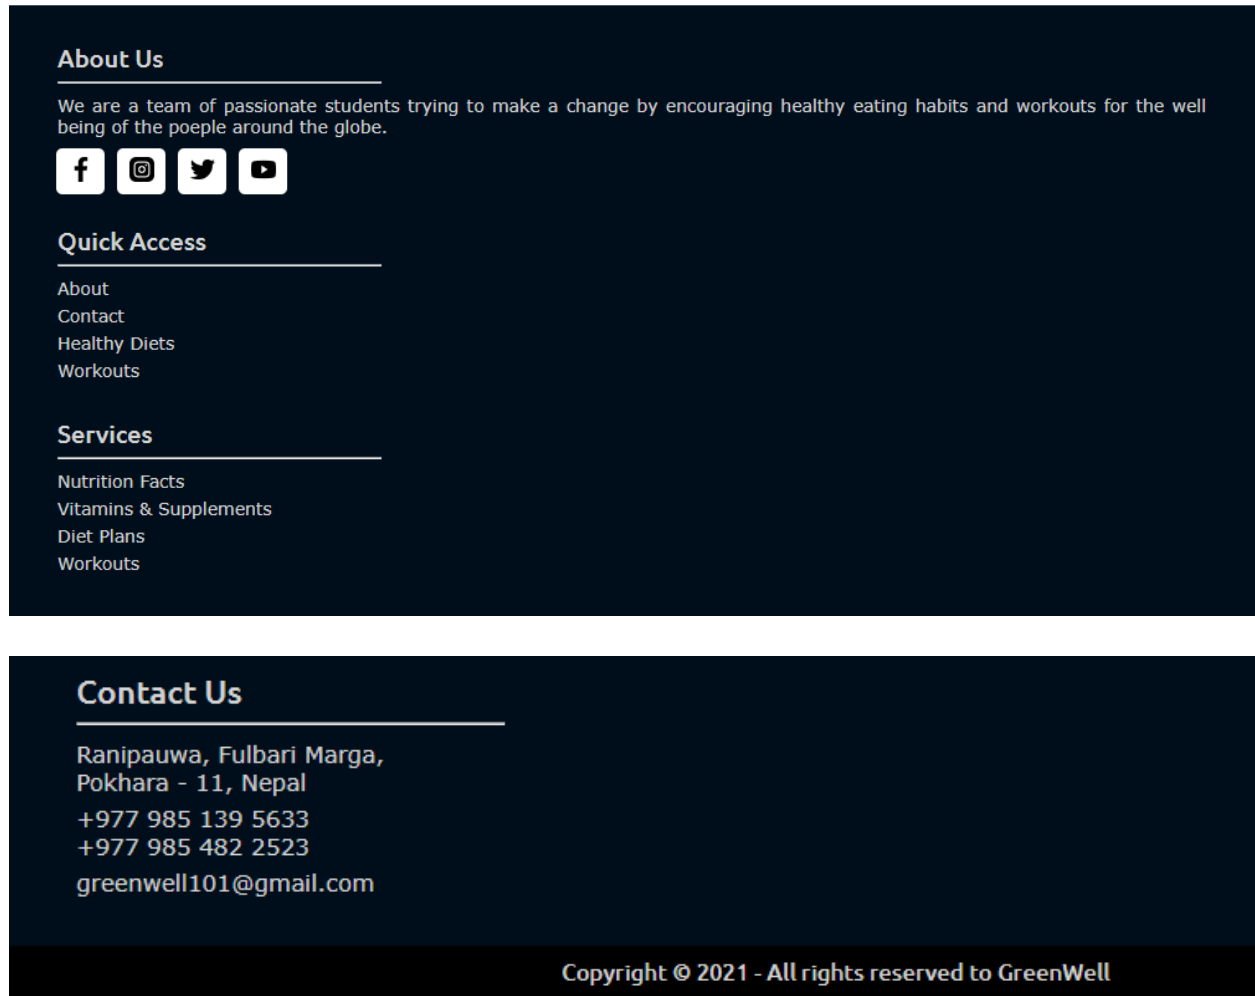 About Us
We are a team of passionate students trying to make a change by encouraging healthy eating habits and workouts for the well
being of the poeple around the globe.
Quick Access
About
Contact
Healthy Diets
Workouts
Services
Nutrition Facts
Vitamins & Supplements
Diet Plans
Workouts
Contact Us
Ranipauwa, Fulbari Marga,
Pokhara - 11, Nepal
+977 985 139 5633
+977 985 482 2523
greenwell101@gmail.com
Copyright © 2021 - All rights reserved to GreenWell